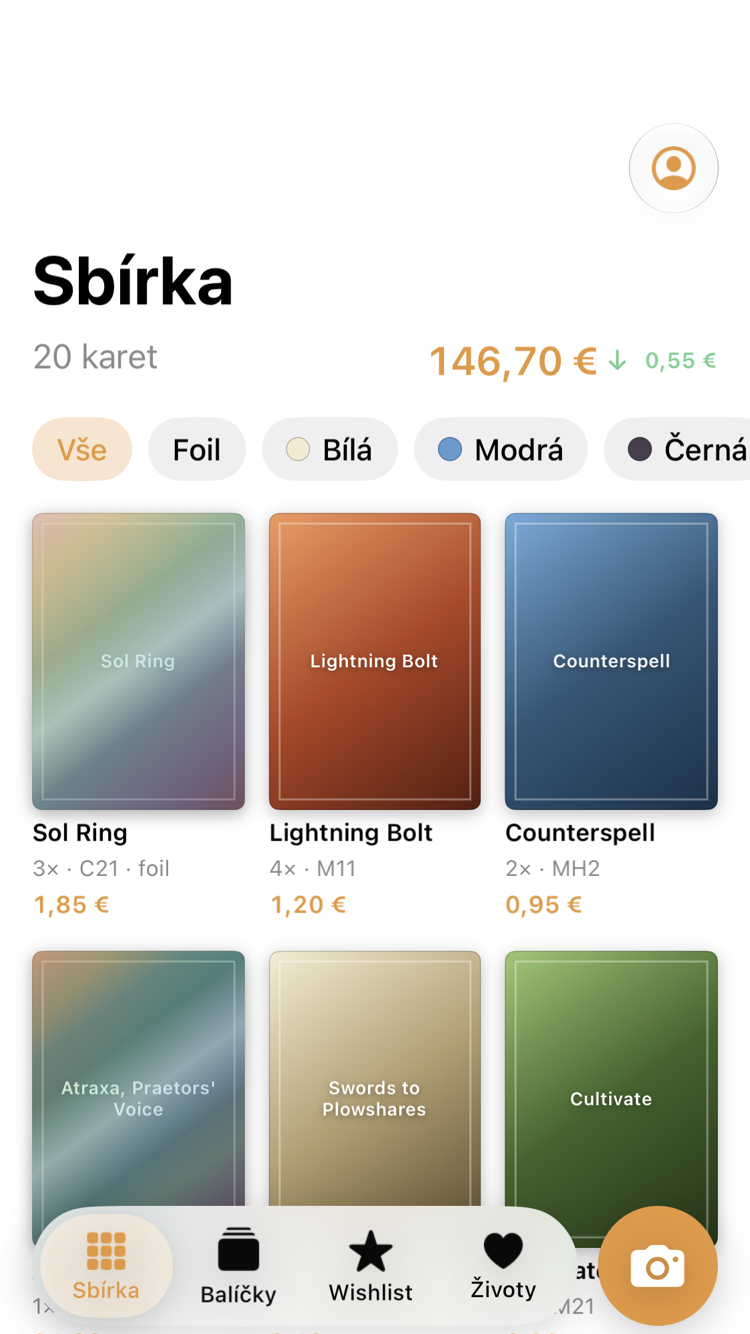 Sbírka
20 karet
146,70 € ↓ 0,55 €
Vše Foil Bílá Modrá Černá
Sol Ring
Lightning Bolt
Counterspell
Sol Ring
3× · C21 · foil
1,85 €
Lightning Bolt
4× · M11
1,20 €
Counterspell
2× · MH2
0,95 €
Atraxa, Praetors'
Voice
Swords to
Plowshares
Cultivate
Sbírka Balíčky Wishlist Životy
M21